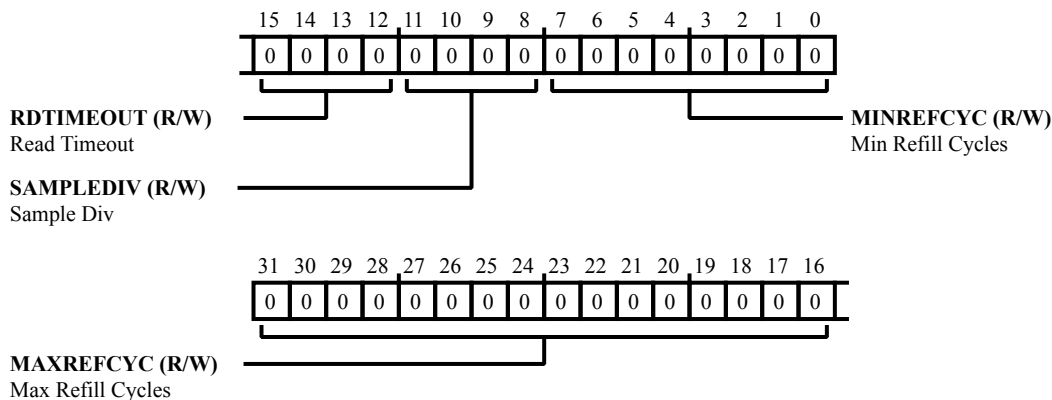 15 14 13 12 11 10 9 8 7 6 5 4 3 2 1 0
0 0 0 0 0 0 0 0 0 0 0 0 0 0 0 0
RDTIMEOUT (R/W)
Read Timeout
MINREFCYC (R/W)
Min Refill Cycles
SAMPLEDIV (R/W)
Sample Div
31 30 29 28 27 26 25 24 23 22 21 20 19 18 17 16
0 0 0 0 0 0 0 0 0 0 0 0 0 0 0 0
MAXREFCYC (R/W)
Max Refill Cycles